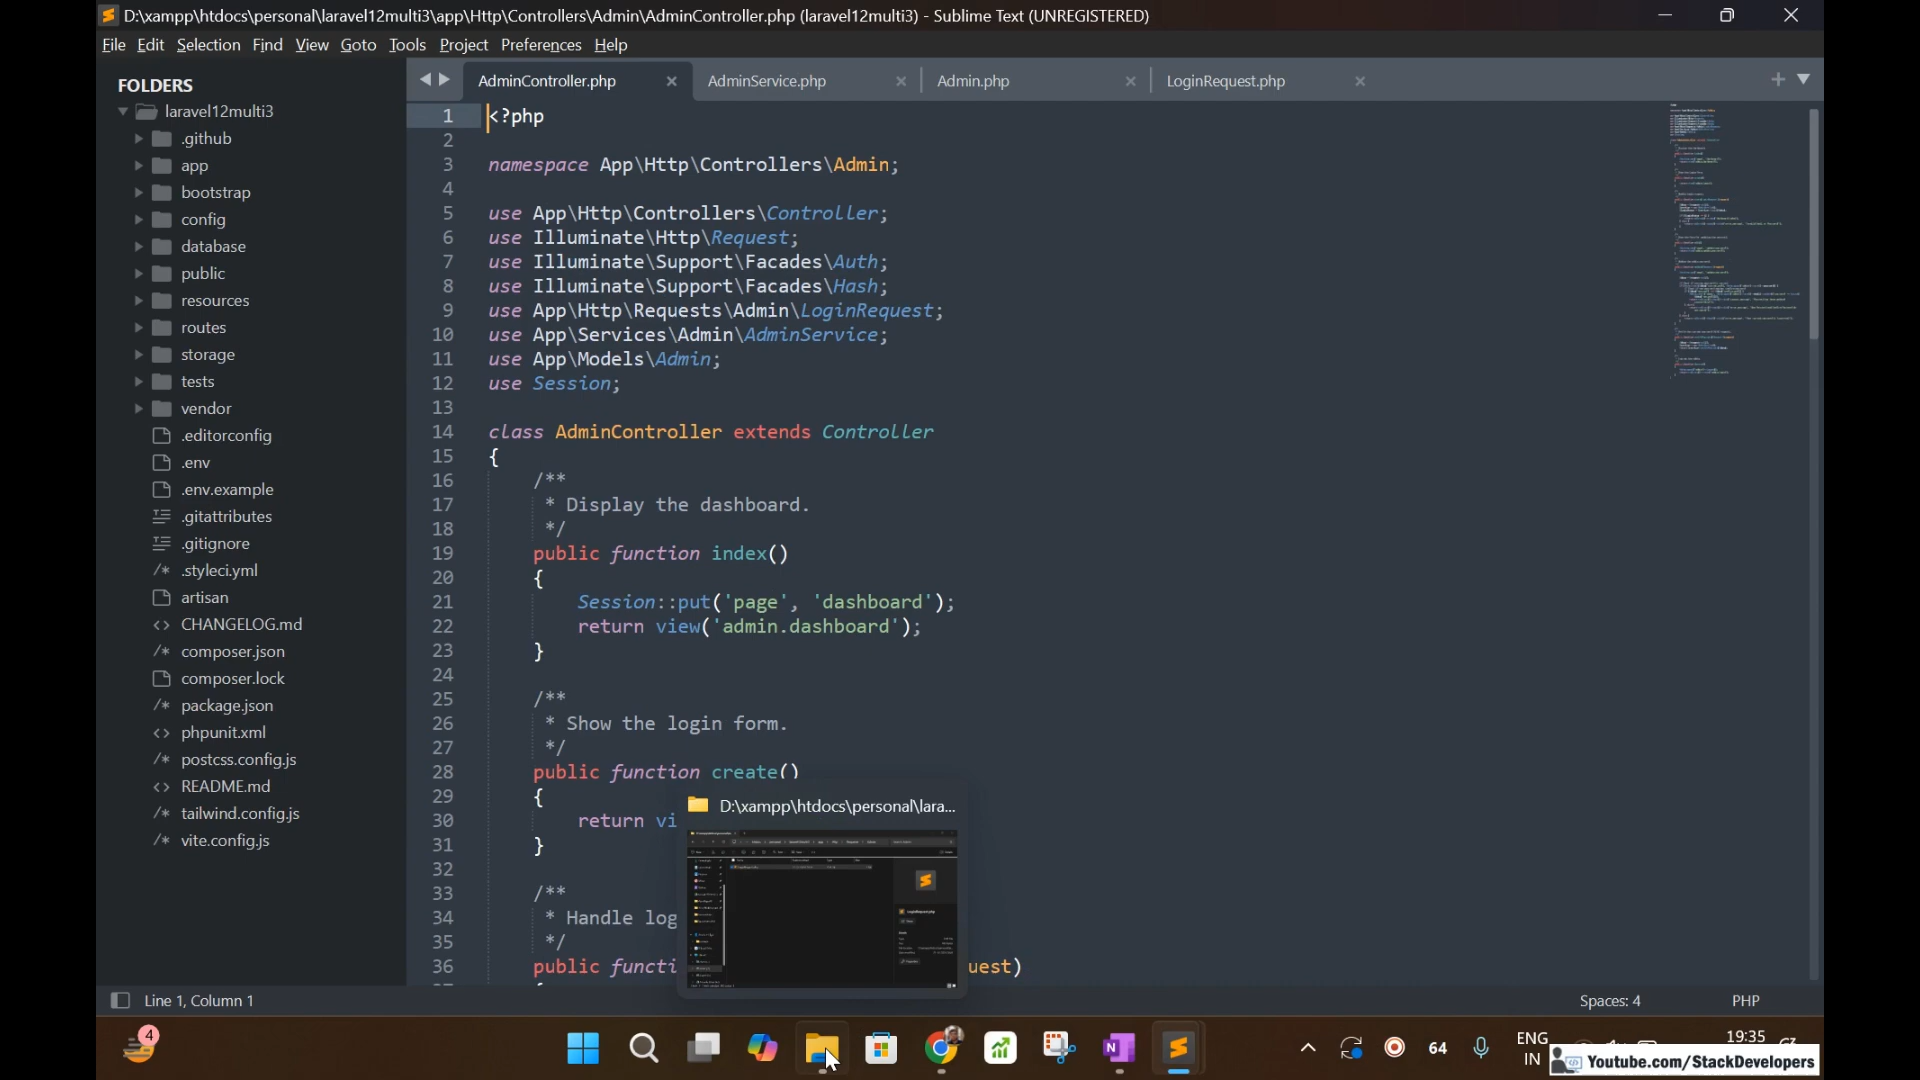 D:\xampp\htdocs\personal\laravel12multi3\app\Http\Controllers\Admin\AdminController.php (laravel12multi3) - Sublime Text (UNREGISTERED)
File Edit Selection Find View Goto Tools Project Preferences Help
FOLDERS
laravel12multi3
.github
app
bootstrap
config
database
public
resources
routes
storage
tests
vendor
.editorconfig
.env
.env.example
.gitattributes
.gitignore
.styleci.yml
artisan
CHANGELOG.md
composer.json
composer.lock
package.json
phpunit.xml
postcss.config.js
README.md
tailwind.config.js
vite.config.js
AdminController.php AdminService.php Admin.php LoginRequest.php
1 <?php
2
3 namespace App\Http\Controllers\Admin;
4
5 use App\Http\Controllers\Controller;
6 use Illuminate\Http\Request;
7 use Illuminate\Support\Facades\Auth;
8 use Illuminate\Support\Facades\Hash;
9 use App\Http\Requests\Admin\LoginRequest;
10 use App\Services\Admin\AdminService;
11 use App\Models\Admin;
12 use Session;
13
14 class AdminController extends Controller
15 {
16 /**
17 * Display the dashboard.
18 */
19 public function index()
20 {
21 Session::put('page', 'dashboard');
22 return view('admin.dashboard');
23 }
24
25 /**
26 * Show the login form.
27 */
28 public function create()
29 {
30 return vi
31 }
32
33 /**
34 * Handle log
35 */
36 public functi uest)
D:\xampp\htdocs\personal\lara...
Line 1, Column 1
Spaces: 4
PHP
4
64
ENG
IN
19:35
Youtube.com/StackDevelopers